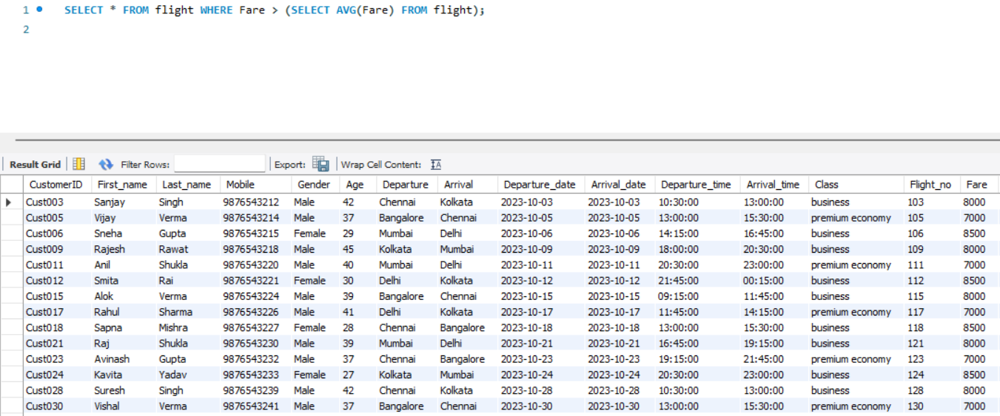 1 SELECT * FROM flight WHERE Fare > (SELECT AVG(Fare) FROM flight);
2
Result Grid Filter Rows: Export: Wrap Cell Content: IA
CustomerID First_name Last_name Mobile Gender Age Departure Arrival Departure_date Arrival_date Departure_time Arrival_time Class Flight_no Fare
Cust003 Sanjay Singh 9876543212 Male 42 Chennai Kolkata 2023-10-03 2023-10-03 10:30:00 13:00:00 business 103 8000
Cust005 Vijay Verma 9876543214 Male 37 Bangalore Chennai 2023-10-05 2023-10-05 13:00:00 15:30:00 premium economy 105 7000
Cust006 Sneha Gupta 9876543215 Female 29 Mumbai Delhi 2023-10-06 2023-10-06 14:15:00 16:45:00 business 106 8500
Cust009 Rajesh Rawat 9876543218 Male 45 Kolkata Mumbai 2023-10-09 2023-10-09 18:00:00 20:30:00 business 109 8000
Cust011 Anil Shukla 9876543220 Male 40 Mumbai Delhi 2023-10-11 2023-10-11 20:30:00 23:00:00 premium economy 111 7000
Cust012 Smita Rai 9876543221 Female 30 Delhi Kolkata 2023-10-12 2023-10-12 21:45:00 00:15:00 business 112 8500
Cust015 Alok Verma 9876543224 Male 39 Bangalore Chennai 2023-10-15 2023-10-15 09:15:00 11:45:00 business 115 8000
Cust017 Rahul Sharma 9876543226 Male 41 Delhi Kolkata 2023-10-17 2023-10-17 11:45:00 14:15:00 premium economy 117 7000
Cust018 Sapna Mishra 9876543227 Female 28 Chennai Bangalore 2023-10-18 2023-10-18 13:00:00 15:30:00 business 118 8500
Cust021 Raj Shukla 9876543230 Male 39 Mumbai Delhi 2023-10-21 2023-10-21 16:45:00 19:15:00 business 121 8000
Cust023 Avinash Gupta 9876543232 Male 37 Chennai Bangalore 2023-10-23 2023-10-23 19:15:00 21:45:00 premium economy 123 7000
Cust024 Kavita Yadav 9876543233 Female 27 Kolkata Mumbai 2023-10-24 2023-10-24 20:30:00 23:00:00 business 124 8500
Cust028 Suresh Singh 9876543239 Male 42 Chennai Kolkata 2023-10-28 2023-10-28 10:30:00 13:00:00 business 128 8000
Cust030 Vishal Verma 9876543241 Male 37 Bangalore Chennai 2023-10-30 2023-10-30 13:00:00 15:30:00 premium economy 130 7000